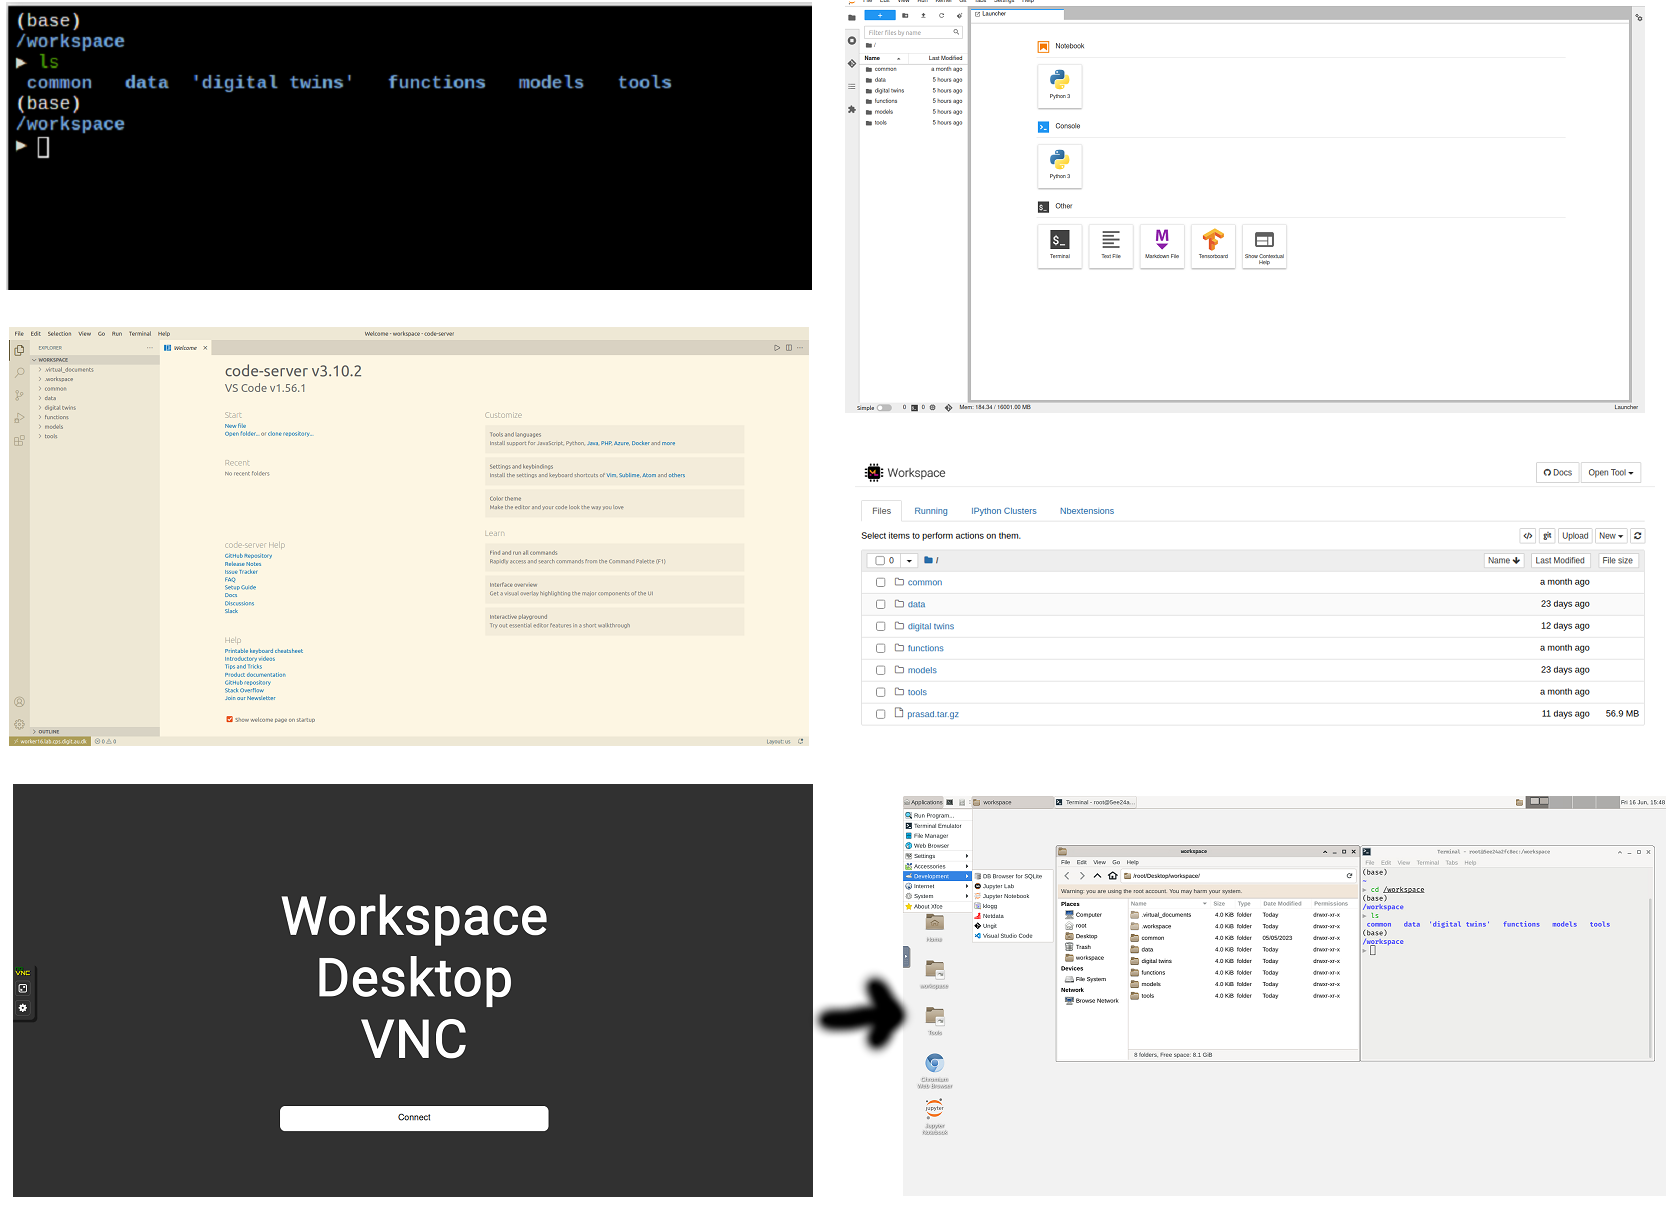 (base)
/workspace
▶ ls
common data 'digital twins' functions models tools
(base)
/workspace
▶
File Edit View Run Kernel Git Tabs Settings Help
+
Launcher
Filter files by name
/
Name Last Modified
common a month ago
data 5 hours ago
digital twins 5 hours ago
functions 5 hours ago
models 5 hours ago
tools 5 hours ago
Notebook
Python 3
Console
Python 3
$_ Other
$_
Terminal
Text File
M
Markdown File
Tensorboard
Show Contextual
Help
Simple 0 0 Mem: 184.34 / 16001.00 MB
Launcher
File Edit Selection View Go Run Terminal Help
Welcome - workspace - code-server
EXPLORER
WORKSPACE
.virtual_documents
.workspace
common
data
digital twins
functions
models
tools
OUTLINE
Welcome
code-server v3.10.2
VS Code v1.56.1
Start
New file
Open folder... or clone repository...
Recent
No recent folders
code-server Help
GitHub Repository
Release Notes
Issue Tracker
FAQ
Setup Guide
Docs
Discussions
Slack
Help
Printable keyboard cheatsheet
Introductory videos
Tips and Tricks
Product documentation
GitHub repository
Stack Overflow
Join our Newsletter
Show welcome page on startup
Customize
Tools and languages
Install support for JavaScript, Python, Java, PHP, Azure, Docker and more
Settings and keybindings
Install the settings and keyboard shortcuts of Vim, Sublime, Atom and others
Color theme
Make the editor and your code look the way you love
Learn
Find and run all commands
Rapidly access and search commands from the Command Palette (F1)
Interface overview
Get a visual overlay highlighting the major components of the UI
Interactive playground
Try out essential editor features in a short walkthrough
worker16.lab.cps.digit.au.dk 0 0
Layout: us
Workspace
Docs Open Tool
Files Running IPython Clusters Nbextensions
Select items to perform actions on them.
</> git Upload New
0 / Name Last Modified File size
common a month ago
data 23 days ago
digital twins 12 days ago
functions a month ago
models 23 days ago
tools a month ago
prasad.tar.gz 11 days ago 56.9 MB
VNC
Workspace
Desktop
VNC
Connect
Applications workspace Terminal - root@5ee24a... Fri 16 Jun, 15:48
Run Program...
Terminal Emulator
File Manager
Web Browser
Settings
Accessories
Development
Internet
System
About Xfce
DB Browser for SQLite
Jupyter Lab
Jupyter Notebook
klogg
Netdata
Ungit
Visual Studio Code
Home
workspace
Tools
Chromium
Web Browser
jupyter
Jupyter
Notebook
workspace
File Edit View Go Help
/root/Desktop/workspace/
Warning: you are using the root account. You may harm your system.
Places
Computer
root
Desktop
Trash
workspace
Devices
File System
Network
Browse Network
Name Size Type Date Modified Permissions
.virtual_documents 4.0 KiB folder Today drwxr-xr-x
.workspace 4.0 KiB folder Today drwxr-xr-x
common 4.0 KiB folder 05/05/2023 drwxr-xr-x
data 4.0 KiB folder Today drwxr-xr-x
digital twins 4.0 KiB folder Today drwxr-xr-x
functions 4.0 KiB folder Today drwxr-xr-x
models 4.0 KiB folder Today drwxr-xr-x
tools 4.0 KiB folder Today drwxr-xr-x
8 folders, Free space: 8.1 GiB
Terminal - root@5ee24a2fc8ec:/workspace
File Edit View Terminal Tabs Help
(base)
~
▶ cd /workspace
(base)
/workspace
▶ ls
common data 'digital twins' functions models tools
(base)
/workspace
▶